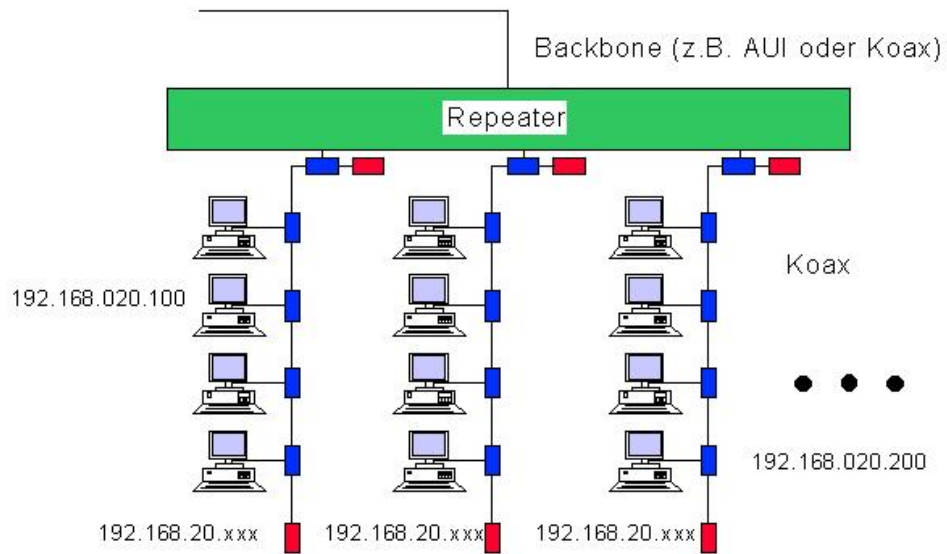 Backbone (z.B. AUI oder Koax)
Repeater
Koax
192.168.020.100
192.168.020.200
192.168.20.xxx
192.168.20.xxx
192.168.20.xxx